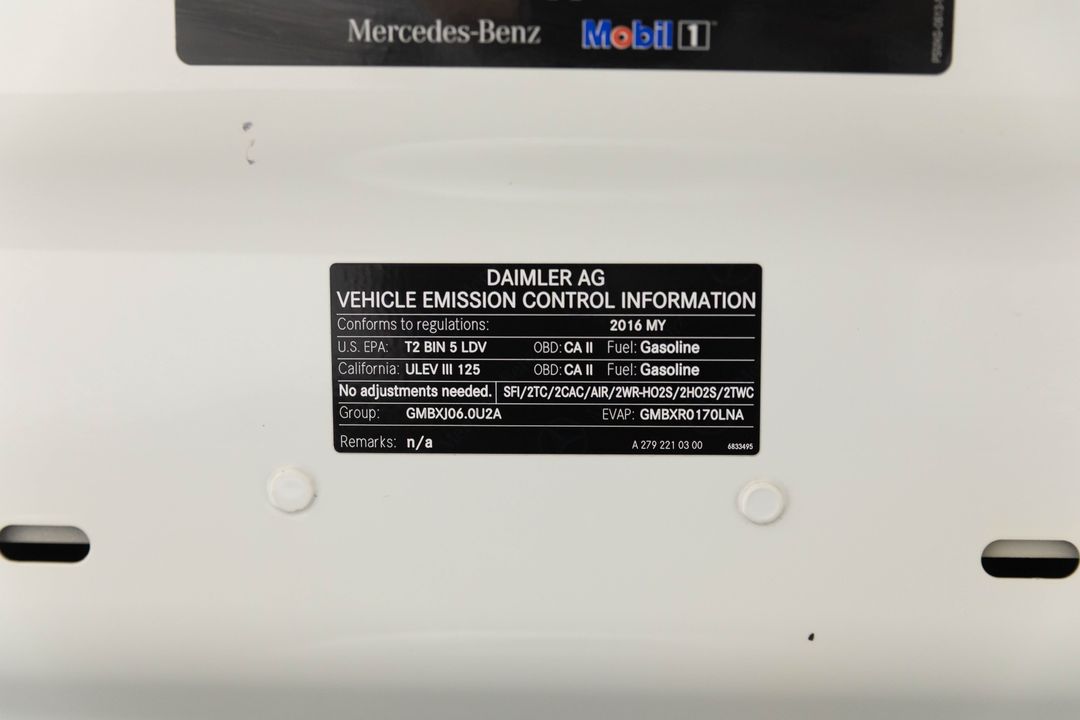 Mercedes-Benz Mobil 1
DAIMLER AG
VEHICLE EMISSION CONTROL INFORMATION
Conforms to regulations: 2016 MY
U.S. EPA: T2 BIN 5 LDV OBD: CA II Fuel: Gasoline
California: ULEV III 125 OBD: CA II Fuel: Gasoline
No adjustments needed. SFI/2TC/2CAC/AIR/2WR-HO2S/2HO2S/2TWC
Group: GMBXJ06.0U2A EVAP: GMBXR0170LNA
Remarks: n/a A 279 221 03 00 6833495